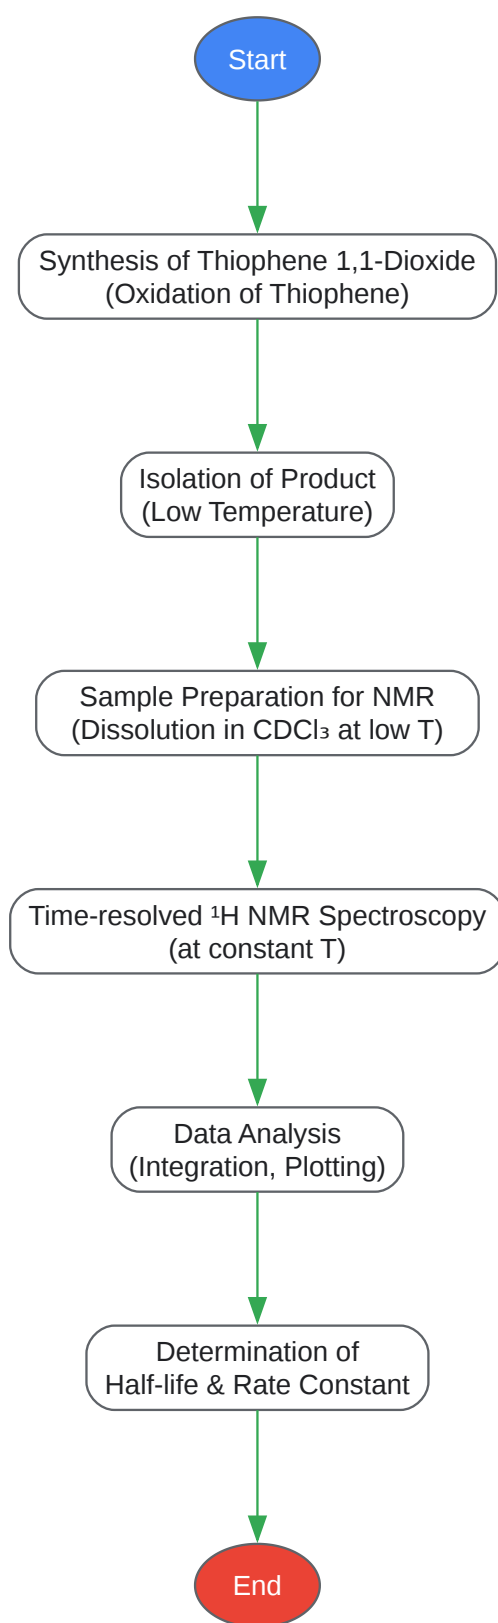 Start
Synthesis of Thiophene 1,1-Dioxide
(Oxidation of Thiophene)
Isolation of Product
(Low Temperature)
Sample Preparation for NMR
(Dissolution in CDCl₃ at low T)
Time-resolved ¹H NMR Spectroscopy
(at constant T)
Data Analysis
(Integration, Plotting)
Determination of
Half-life & Rate Constant
End